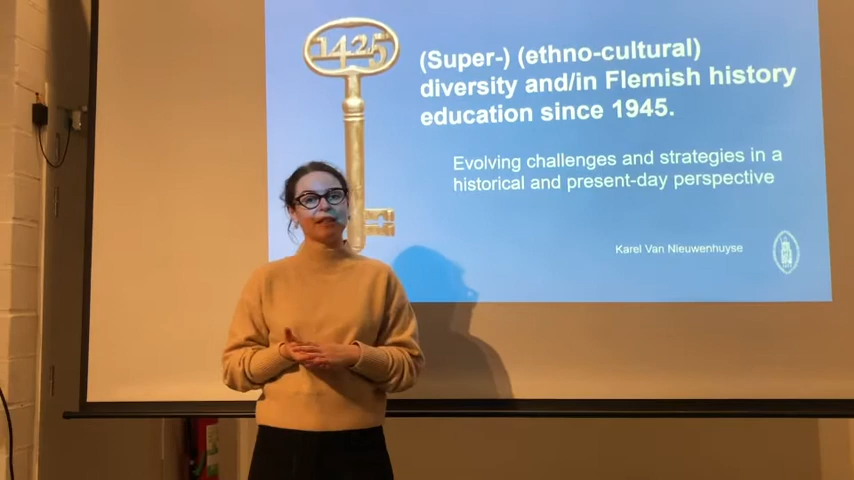 1425
(Super-) (ethno-cultural)
diversity and/in Flemish history
education since 1945.
Evolving challenges and strategies in a
historical and present-day perspective
Karel Van Nieuwenhuyse